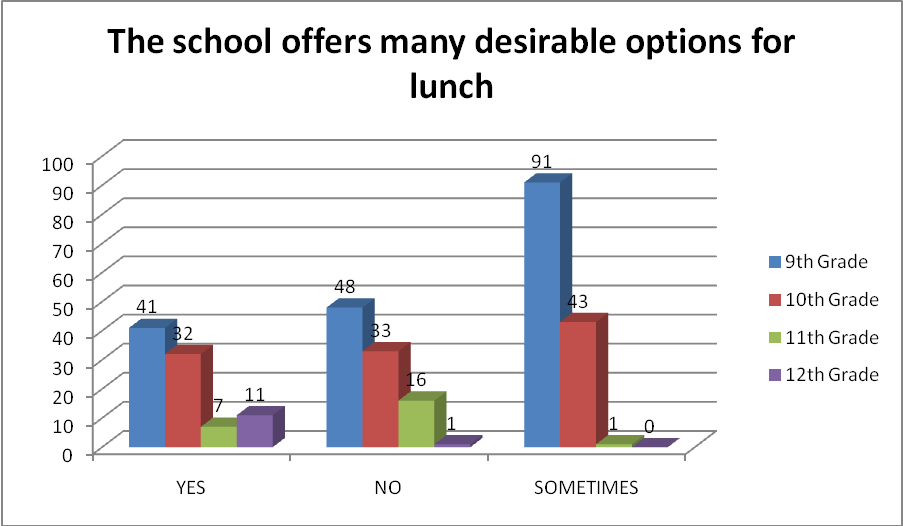 The school offers many desirable options for
lunch
100
90
80
70
60
50
40
30
20
10
0
41
32
7
11
48
33
16
1
91
43
1
0
YES
NO
SOMETIMES
9th Grade
10th Grade
11th Grade
12th Grade